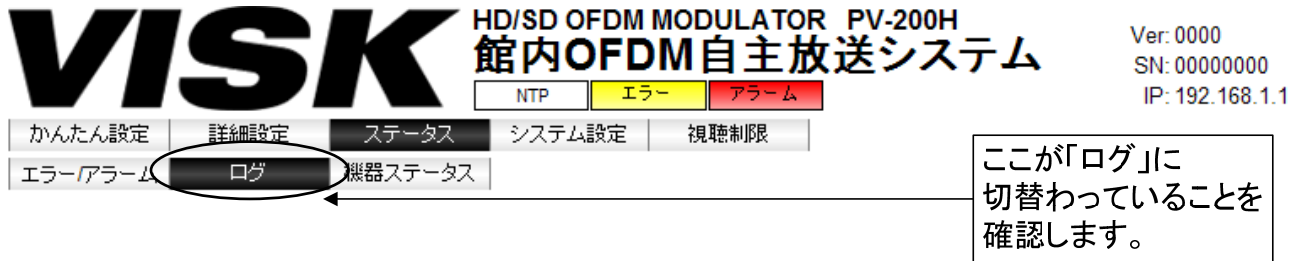 VISK
HD/SD OFDM MODULATOR PV-200H
館内OFDM自主放送システム
NTP エラー アラーム
Ver: 0000
SN: 00000000
IP: 192.168.1.1
かんたん設定 詳細設定 ステータス システム設定 視聴制限
エラー/アラーム ログ 機器ステータス
ここが「ログ」に
切替わっていることを
確認します。